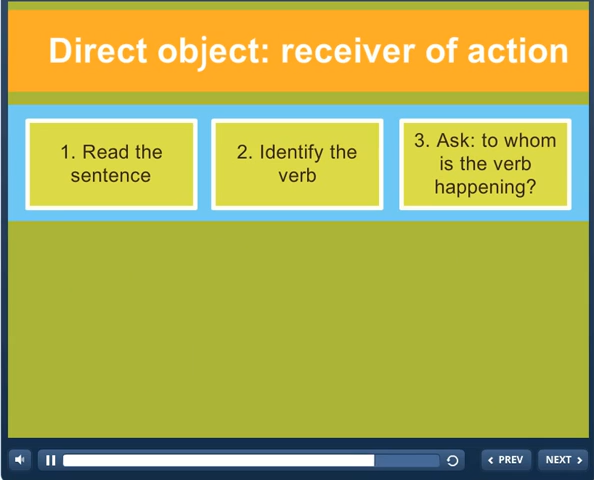 Direct object: receiver of action
1. Read the
sentence
2. Identify the
verb
3. Ask: to whom
is the verb
happening?
PREV
NEXT